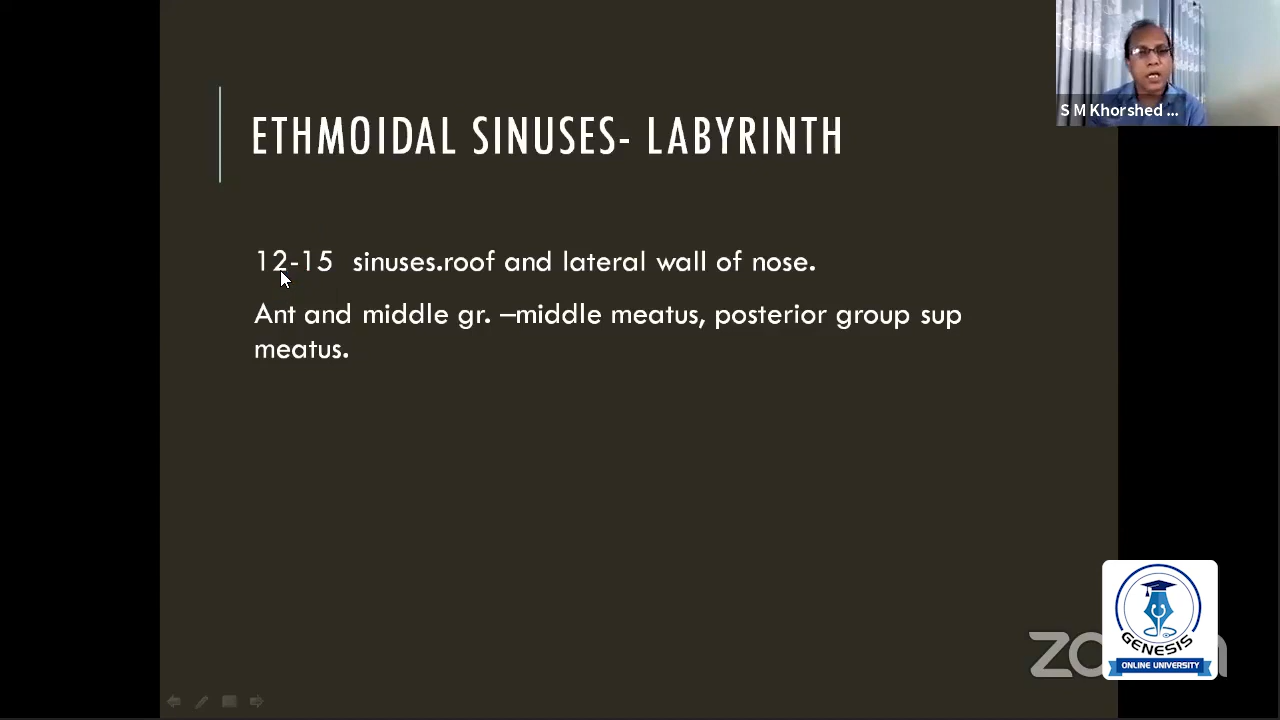 S M Khorshed ...
ETHMOIDAL SINUSES- LABYRINTH
12-15 sinuses.roof and lateral wall of nose.
Ant and middle gr. –middle meatus, posterior group sup
meatus.
GENESIS
ONLINE UNIVERSITY